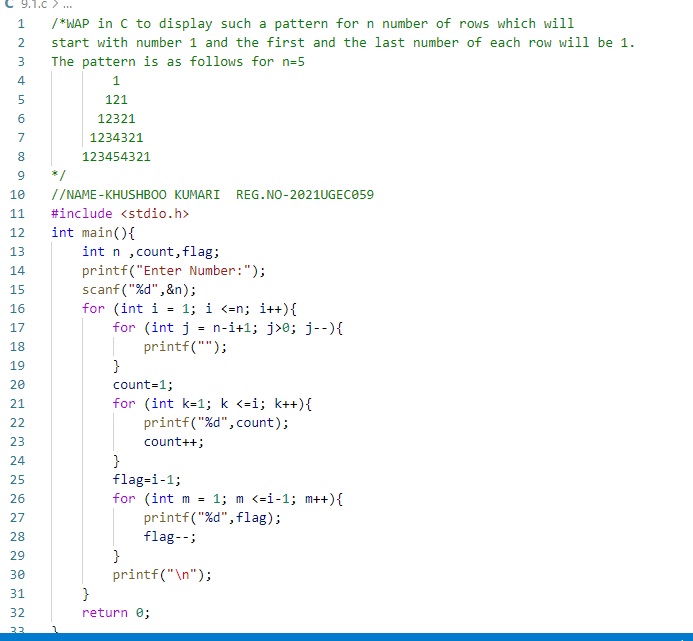 C 9.1.c > ...
1 /*WAP in C to display such a pattern for n number of rows which will
2 start with number 1 and the first and the last number of each row will be 1.
3 The pattern is as follows for n=5
4         1
5        121
6       12321
7      1234321
8     123454321
9 */
10 //NAME-KHUSHBOO KUMARI  REG.NO-2021UGEC059
11 #include <stdio.h>
12 int main(){
13     int n ,count,flag;
14     printf("Enter Number:");
15     scanf("%d",&n);
16     for (int i = 1; i <=n; i++){
17         for (int j = n-i+1; j>0; j--){
18             printf("");
19         }
20         count=1;
21         for (int k=1; k <=i; k++){
22             printf("%d",count);
23             count++;
24         }
25         flag=i-1;
26         for (int m = 1; m <=i-1; m++){
27             printf("%d",flag);
28             flag--;
29         }
30         printf("\n");
31     }
32     return 0;
33 }